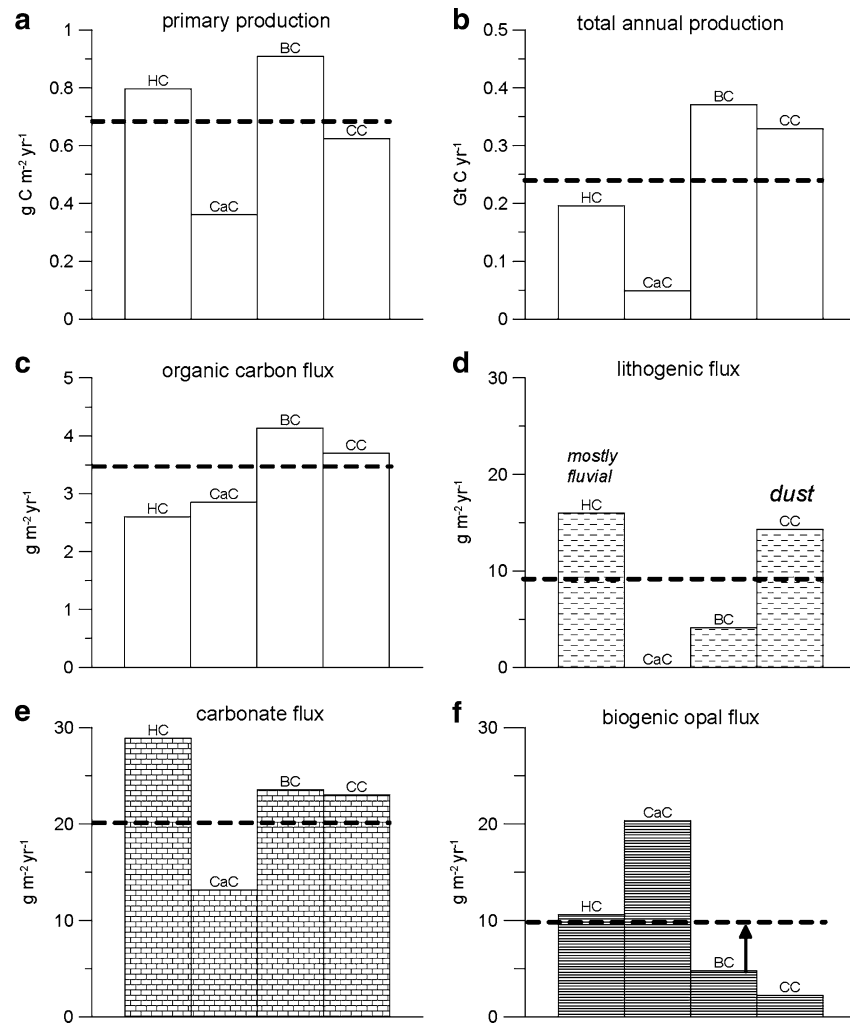 a
primary production
1
0.8
0.6
0.4
0.2
0
g C m⁻² yr⁻¹
HC
CaC
BC
CC
b
total annual production
0.5
0.4
0.3
0.2
0.1
0
Gt C yr⁻¹
HC
CaC
BC
CC
c
organic carbon flux
5
4
3
2
1
0
g m⁻² yr⁻¹
HC
CaC
BC
CC
d
lithogenic flux
30
20
10
0
g m⁻² yr⁻¹
mostly
fluvial
HC
CaC
BC
dust
CC
e
carbonate flux
30
20
10
0
g m⁻² yr⁻¹
HC
CaC
BC
CC
f
biogenic opal flux
30
20
10
0
g m⁻² yr⁻¹
HC
CaC
BC
CC